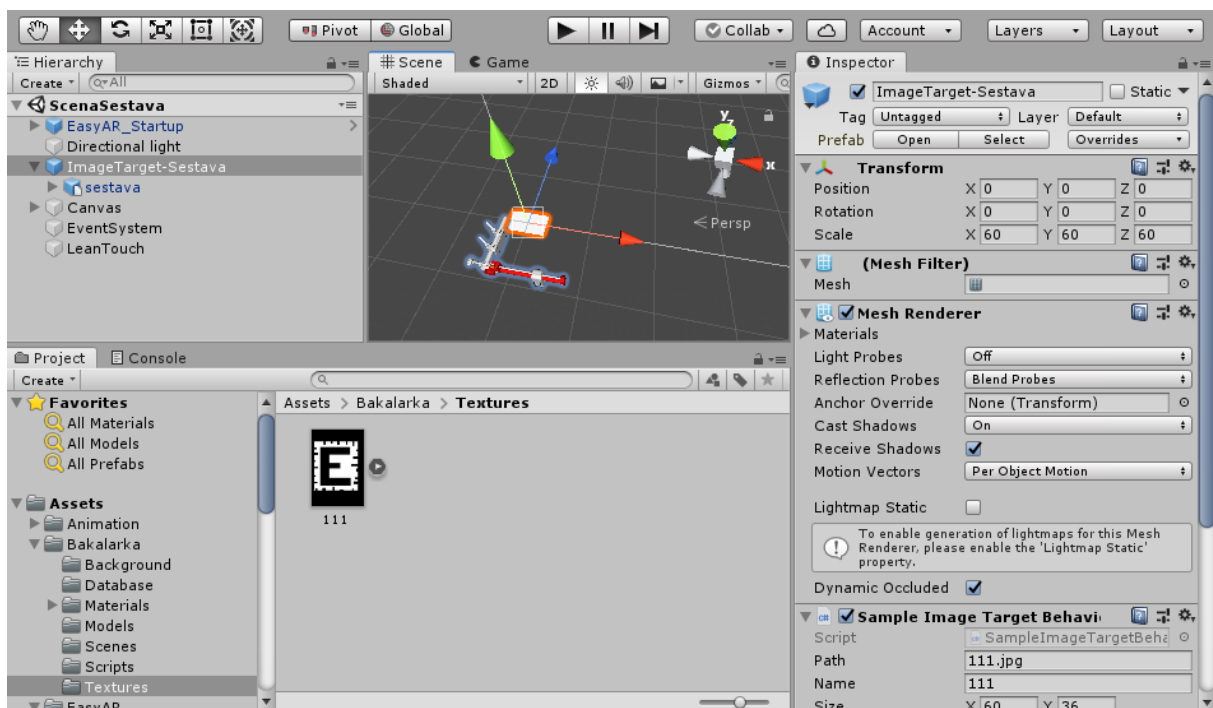 Pivot Global Collab Account Layers Layout
Hierarchy
Create All
ScenaSestava
EasyAR_Startup
Directional light
ImageTarget-Sestava
sestava
Canvas
EventSystem
LeanTouch
Scene Game
Shaded 2D Gizmos
y
z
x
Persp
Project Console
Create
Favorites
All Materials
All Models
All Prefabs
Assets
Animation
Bakalarka
Background
Database
Materials
Models
Scenes
Scripts
Textures
EasyAR
Assets > Bakalarka > Textures
E
111
Inspector
ImageTarget-Sestava Static
Tag Untagged Layer Default
Prefab Open Select Overrides
Transform
Position X 0 Y 0 Z 0
Rotation X 0 Y 0 Z 0
Scale X 60 Y 60 Z 60
(Mesh Filter)
Mesh
Mesh Renderer
Materials
Light Probes Off
Reflection Probes Blend Probes
Anchor Override None (Transform)
Cast Shadows On
Receive Shadows
Motion Vectors Per Object Motion
Lightmap Static
To enable generation of lightmaps for this Mesh
Renderer, please enable the 'Lightmap Static'
property.
Dynamic Occluded
Sample Image Target Behavi
Script SampleImageTargetBeha
Path 111.jpg
Name 111
Size X 60 Y 36